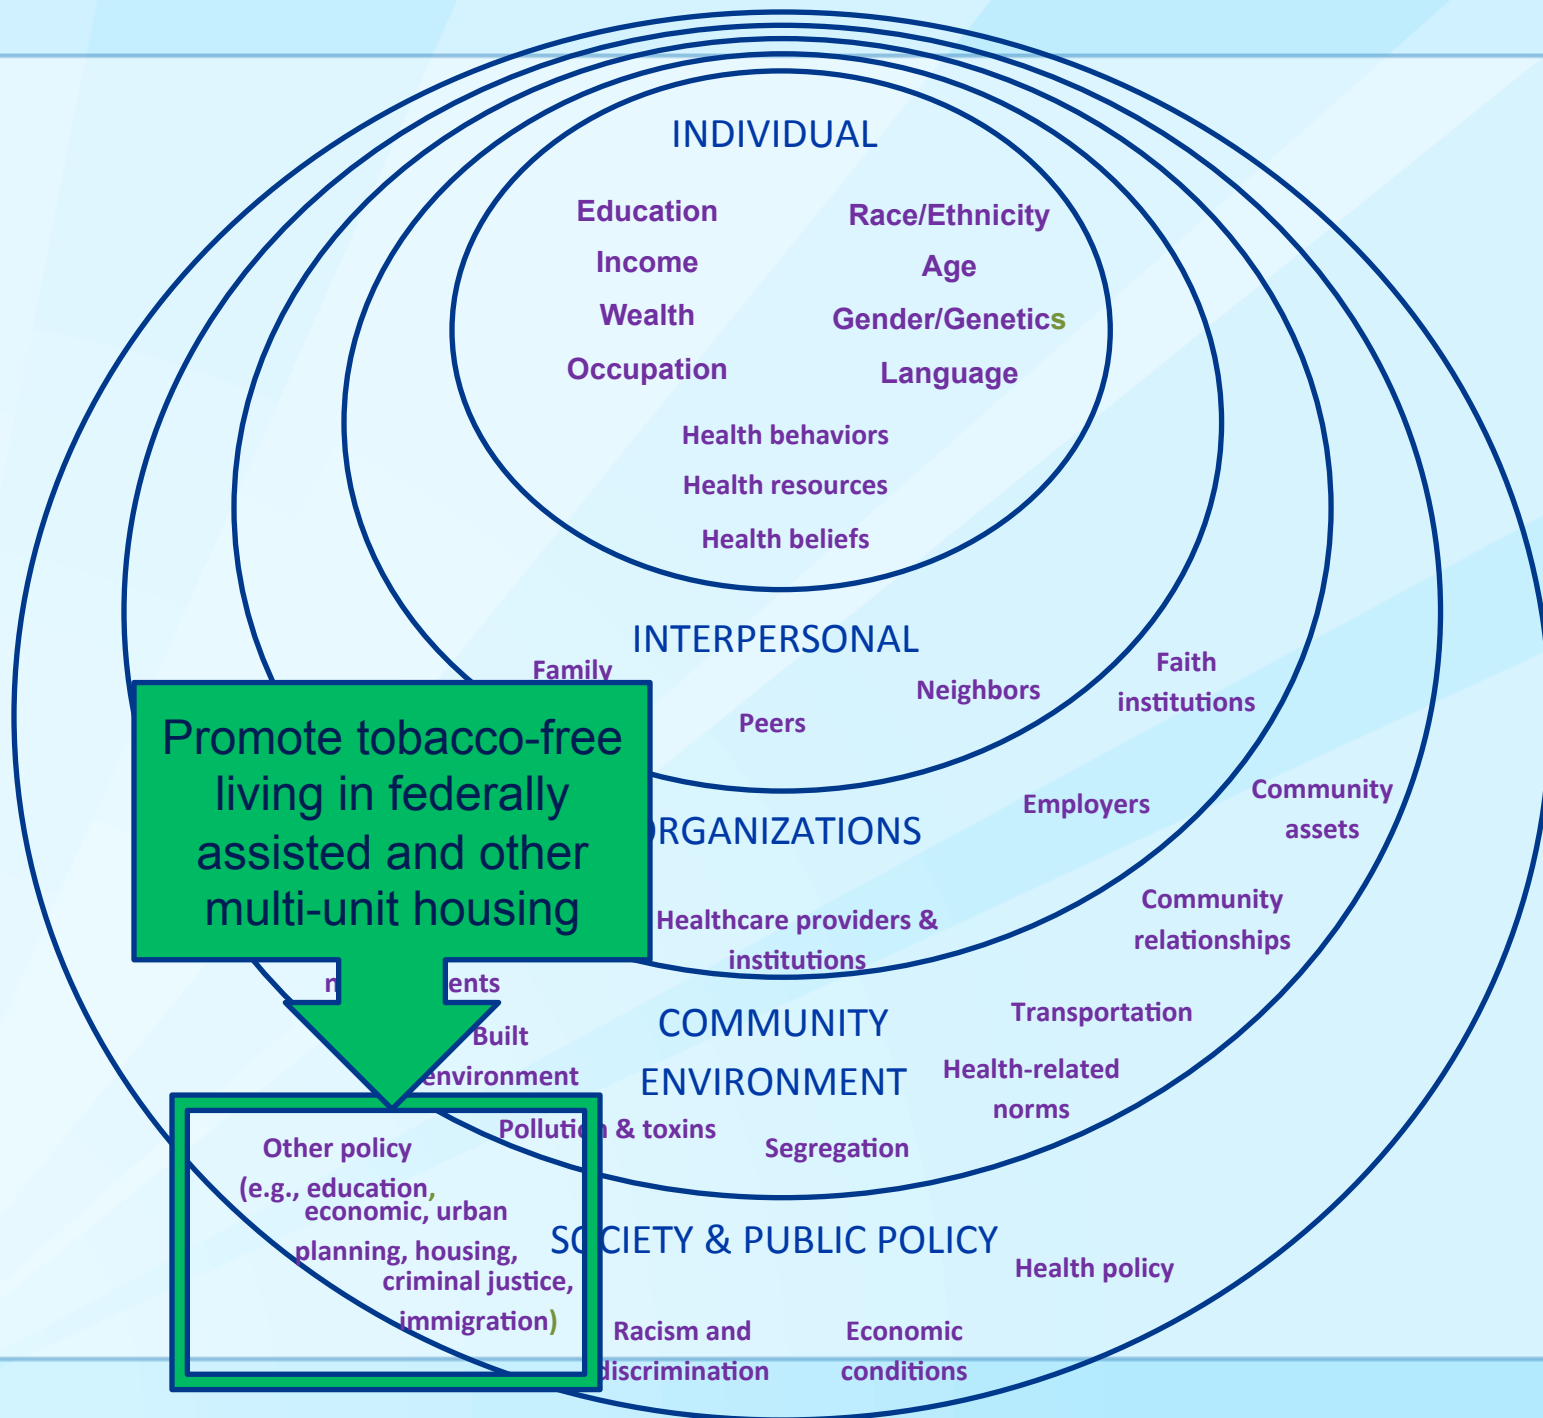 INDIVIDUAL
Education
Race/Ethnicity
Income
Age
Wealth
Gender/Genetics
Occupation
Language
Health behaviors
Health resources
Health beliefs
INTERPERSONAL
Family
Neighbors
Peers
Faith
institutions
Promote tobacco-free
living in federally
assisted and other
multi-unit housing
Employers
Community
assets
RGANIZATIONS
Healthcare providers &
institutions
Community
relationships
ents
Built
environment
COMMUNITY
ENVIRONMENT
Transportation
Health-related
norms
Pollution & toxins
Segregation
Other policy
(e.g., education,
economic, urban
planning, housing,
criminal justice,
immigration)
SOCIETY & PUBLIC POLICY
Health policy
Racism and
discrimination
Economic
conditions